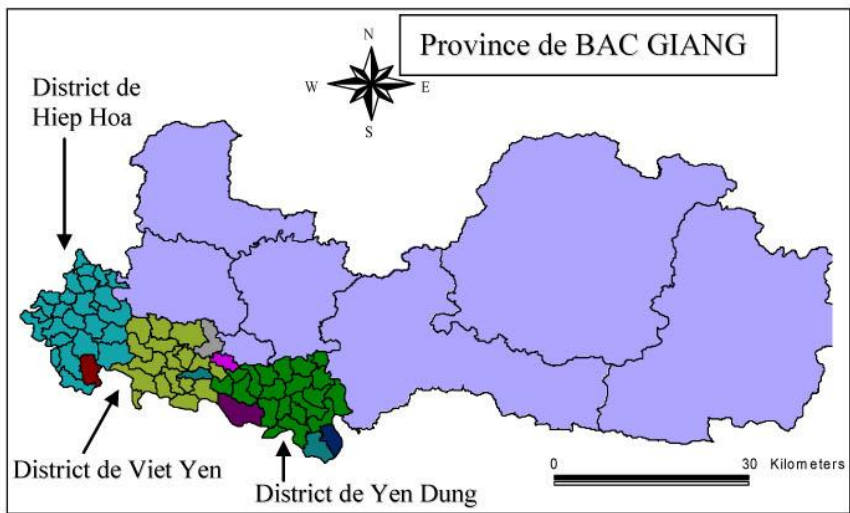 Province de BAC GIANG
N
W
E
S
District de
Hiep Hoa
District de Viet Yen
District de Yen Dung
0
30 Kilometers